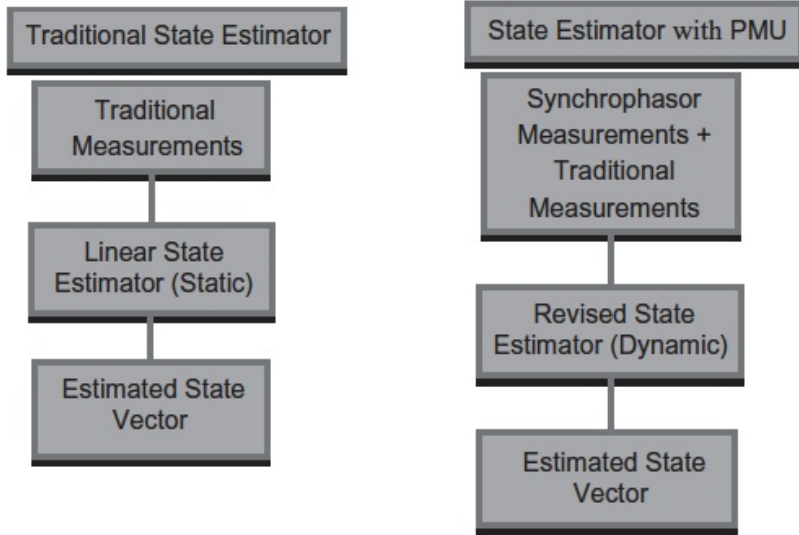 Traditional State Estimator
Traditional
Measurements
Linear State
Estimator (Static)
Estimated State
Vector
State Estimator with PMU
Synchrophasor
Measurements +
Traditional
Measurements
Revised State
Estimator (Dynamic)
Estimated State
Vector